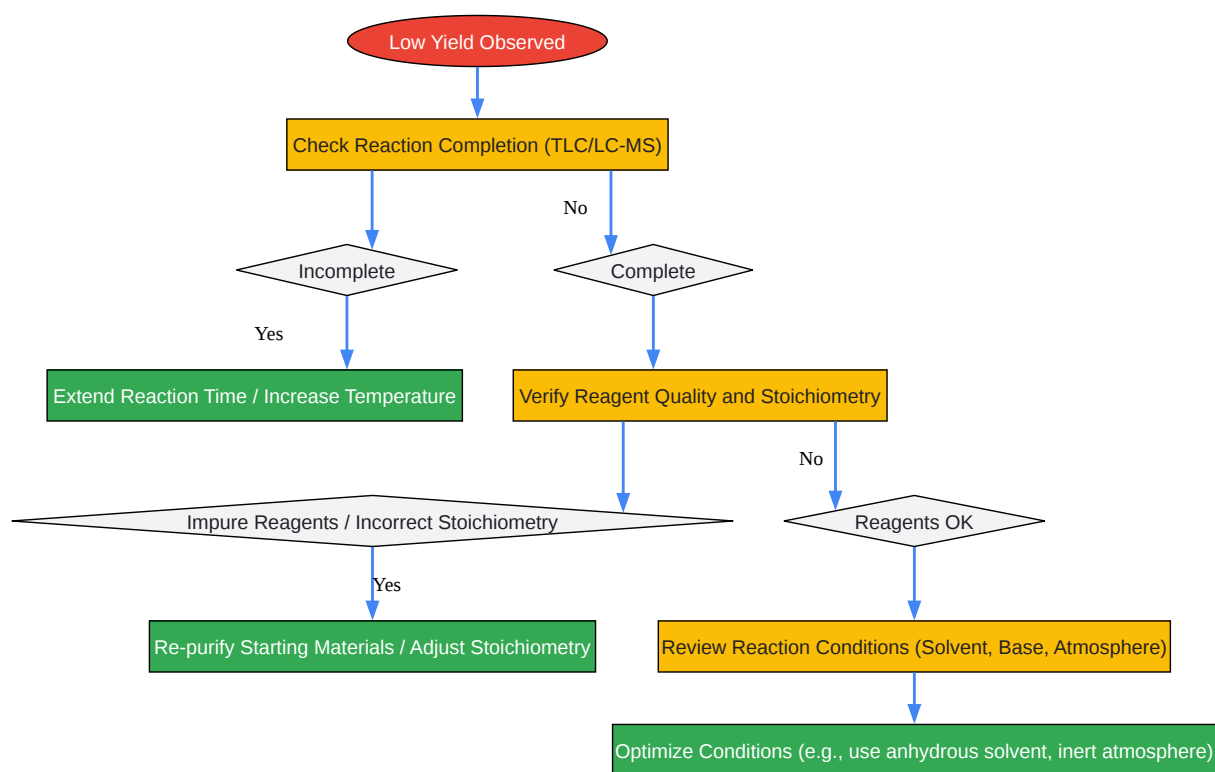 Low Yield Observed
Check Reaction Completion (TLC/LC-MS)
No
Incomplete
Complete
Yes
Extend Reaction Time / Increase Temperature
Verify Reagent Quality and Stoichiometry
No
Impure Reagents / Incorrect Stoichiometry
Reagents OK
Yes
Re-purify Starting Materials / Adjust Stoichiometry
Review Reaction Conditions (Solvent, Base, Atmosphere)
Optimize Conditions (e.g., use anhydrous solvent, inert atmosphere)